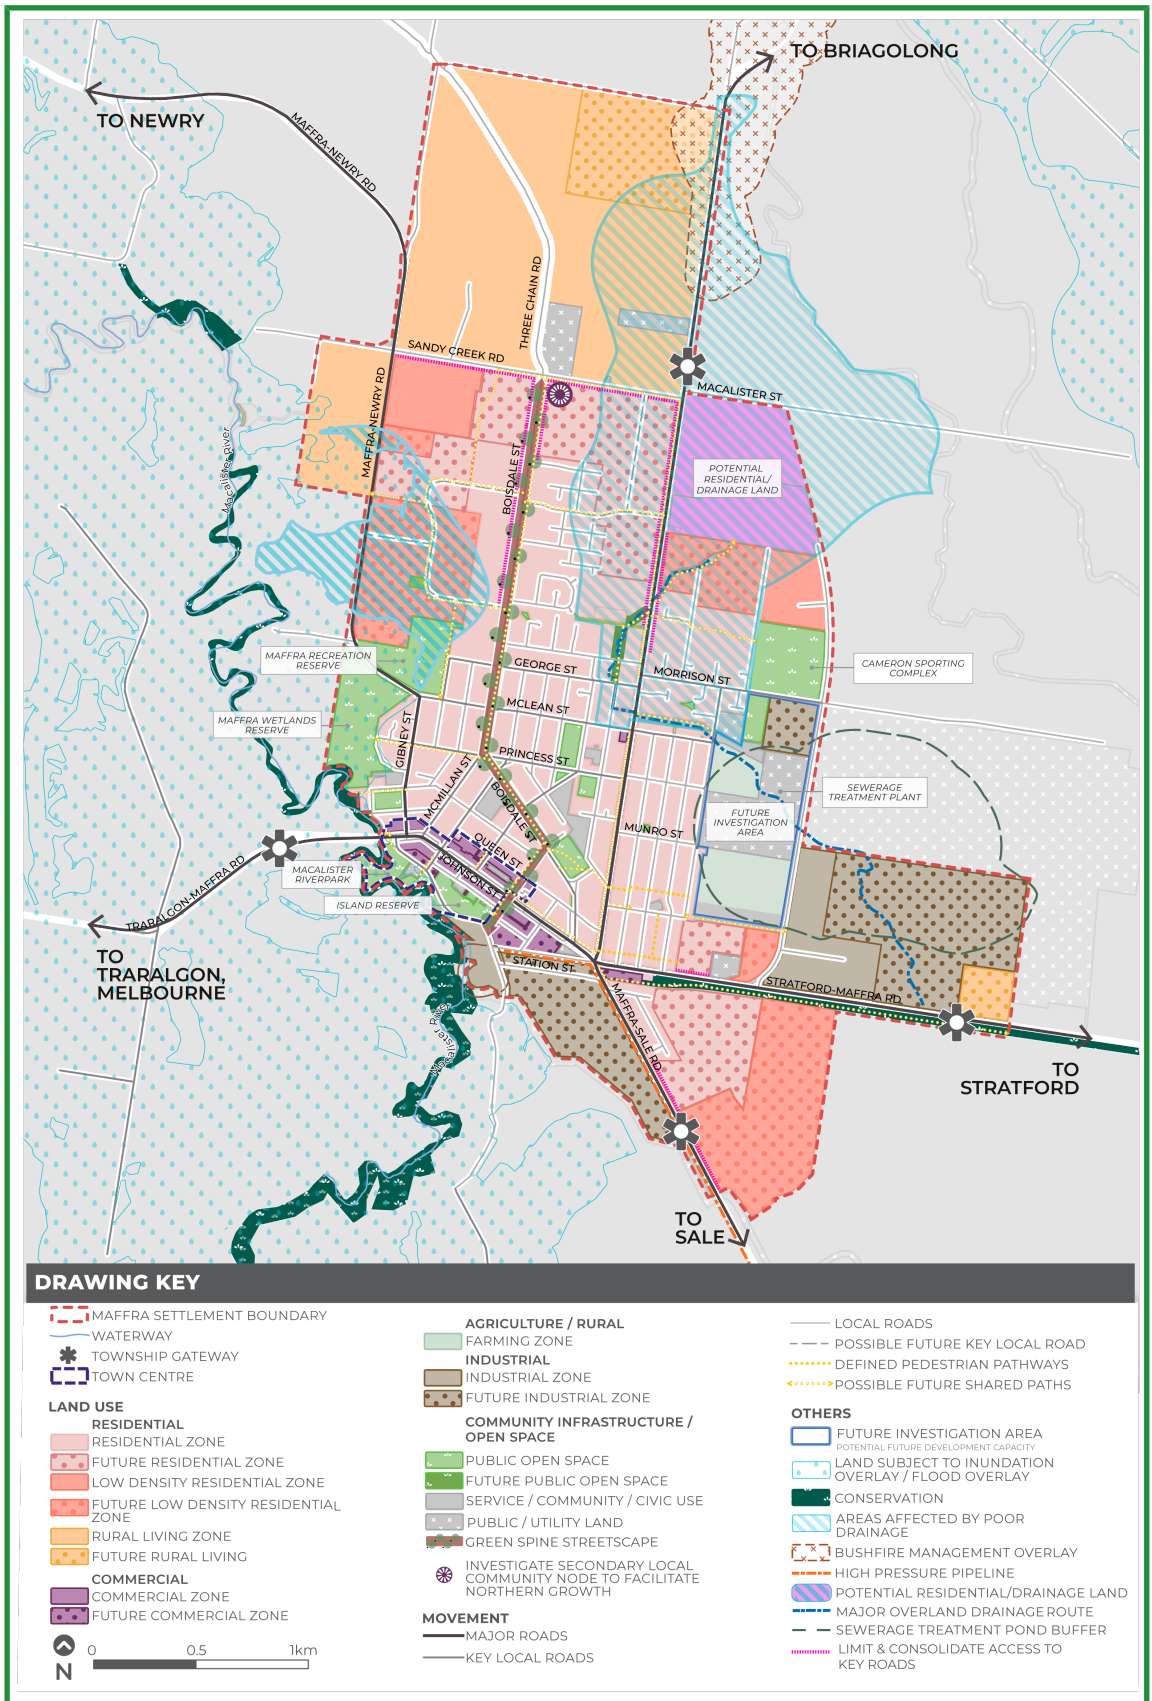 TO BRIAGOLONG
TO NEWRY
MAFFRA-NEWRY RD
THREE CHAIN RD
SANDY CREEK RD
MACALISTER ST
MAFFRA-NEWRY RD
Macalister River
BOISDALE ST
POTENTIAL
RESIDENTIAL/
DRAINAGE LAND
MAFFRA RECREATION
RESERVE
GEORGE ST
MORRISON ST
CAMERON SPORTING
COMPLEX
MCLEAN ST
MAFFRA WETLANDS
RESERVE
GIBNEY ST
PRINCESS ST
MCMILLAN ST
BOISDALE ST
SEWERAGE
TREATMENT PLANT
FUTURE
INVESTIGATION
AREA
MUNRO ST
QUEEN ST
JOHNSON ST
MACALISTER
RIVERPARK
ISLAND RESERVE
TRARALGON-MAFFRA RD
TO
TRARALGON,
MELBOURNE
STATION ST
STRATFORD-MAFFRA RD
MAFFRA-SALE RD
Macalister River
TO
STRATFORD
TO
SALE
DRAWING KEY
MAFFRA SETTLEMENT BOUNDARY
WATERWAY
TOWNSHIP GATEWAY
TOWN CENTRE
LAND USE
RESIDENTIAL
RESIDENTIAL ZONE
FUTURE RESIDENTIAL ZONE
LOW DENSITY RESIDENTIAL ZONE
FUTURE LOW DENSITY RESIDENTIAL
ZONE
RURAL LIVING ZONE
FUTURE RURAL LIVING
COMMERCIAL
COMMERCIAL ZONE
FUTURE COMMERCIAL ZONE
0 0.5 1km
N
AGRICULTURE / RURAL
FARMING ZONE
INDUSTRIAL
INDUSTRIAL ZONE
FUTURE INDUSTRIAL ZONE
COMMUNITY INFRASTRUCTURE /
OPEN SPACE
PUBLIC OPEN SPACE
FUTURE PUBLIC OPEN SPACE
SERVICE / COMMUNITY / CIVIC USE
PUBLIC / UTILITY LAND
GREEN SPINE STREETSCAPE
INVESTIGATE SECONDARY LOCAL
COMMUNITY NODE TO FACILITATE
NORTHERN GROWTH
MOVEMENT
MAJOR ROADS
KEY LOCAL ROADS
LOCAL ROADS
POSSIBLE FUTURE KEY LOCAL ROAD
DEFINED PEDESTRIAN PATHWAYS
POSSIBLE FUTURE SHARED PATHS
OTHERS
FUTURE INVESTIGATION AREA
POTENTIAL FUTURE DEVELOPMENT CAPACITY
LAND SUBJECT TO INUNDATION
OVERLAY / FLOOD OVERLAY
CONSERVATION
AREAS AFFECTED BY POOR
DRAINAGE
BUSHFIRE MANAGEMENT OVERLAY
HIGH PRESSURE PIPELINE
POTENTIAL RESIDENTIAL/DRAINAGE LAND
MAJOR OVERLAND DRAINAGE ROUTE
SEWERAGE TREATMENT POND BUFFER
LIMIT & CONSOLIDATE ACCESS TO
KEY ROADS